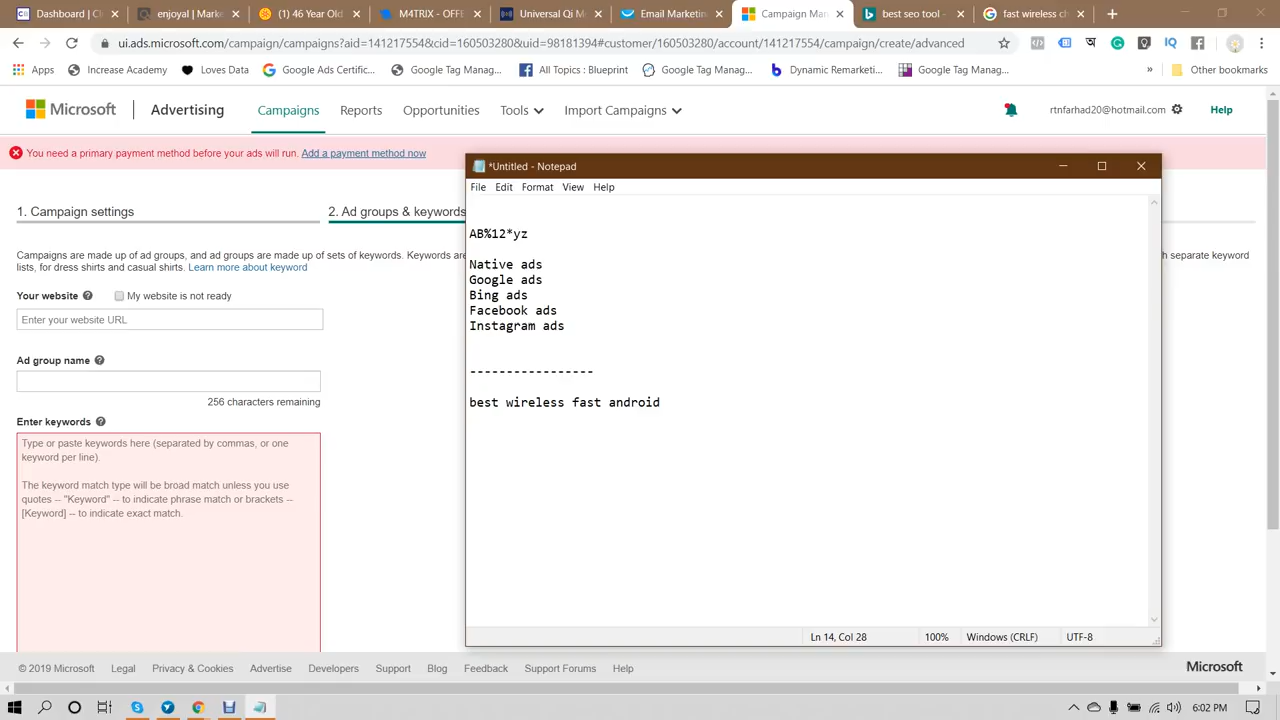 Dashboard | C
enjoyal | Marke
(1) 46 Year Old
M4TRIX - OFFE
Universal Qi M
Email Marketin
Campaign Man
best seo tool -
fast wireless ch
ui.ads.microsoft.com/campaign/campaigns?aid=141217554&cid=160503280&uid=98181394#customer/160503280/account/141217554/campaign/create/advanced
Apps
Increase Academy
Loves Data
Google Ads Certific...
Google Tag Manag...
All Topics : Blueprint
Google Tag Manag...
Dynamic Remarketi...
Google Tag Manag...
»
Other bookmarks
Microsoft
Advertising
Campaigns
Reports
Opportunities
Tools
Import Campaigns
rtnfarhad20@hotmail.com
Help
You need a primary payment method before your ads will run. Add a payment method now
*Untitled - Notepad
File Edit Format View Help
1. Campaign settings
2. Ad groups & keywords
AB%12*yz
Campaigns are made up of ad groups, and ad groups are made up of sets of keywords. Keywords are
h separate keyword
lists, for dress shirts and casual shirts. Learn more about keyword
Native ads
Google ads
Bing ads
Facebook ads
Instagram ads
-----------------
best wireless fast android
Your website
My website is not ready
Enter your website URL
Ad group name
256 characters remaining
Enter keywords
Type or paste keywords here (separated by commas, or one
keyword per line).
The keyword match type will be broad match unless you use
quotes -- "Keyword" -- to indicate phrase match or brackets --
[Keyword] -- to indicate exact match.
Ln 14, Col 28
100%
Windows (CRLF)
UTF-8
© 2019 Microsoft
Legal
Privacy & Cookies
Advertise
Developers
Support
Blog
Feedback
Support Forums
Help
Microsoft
6:02 PM